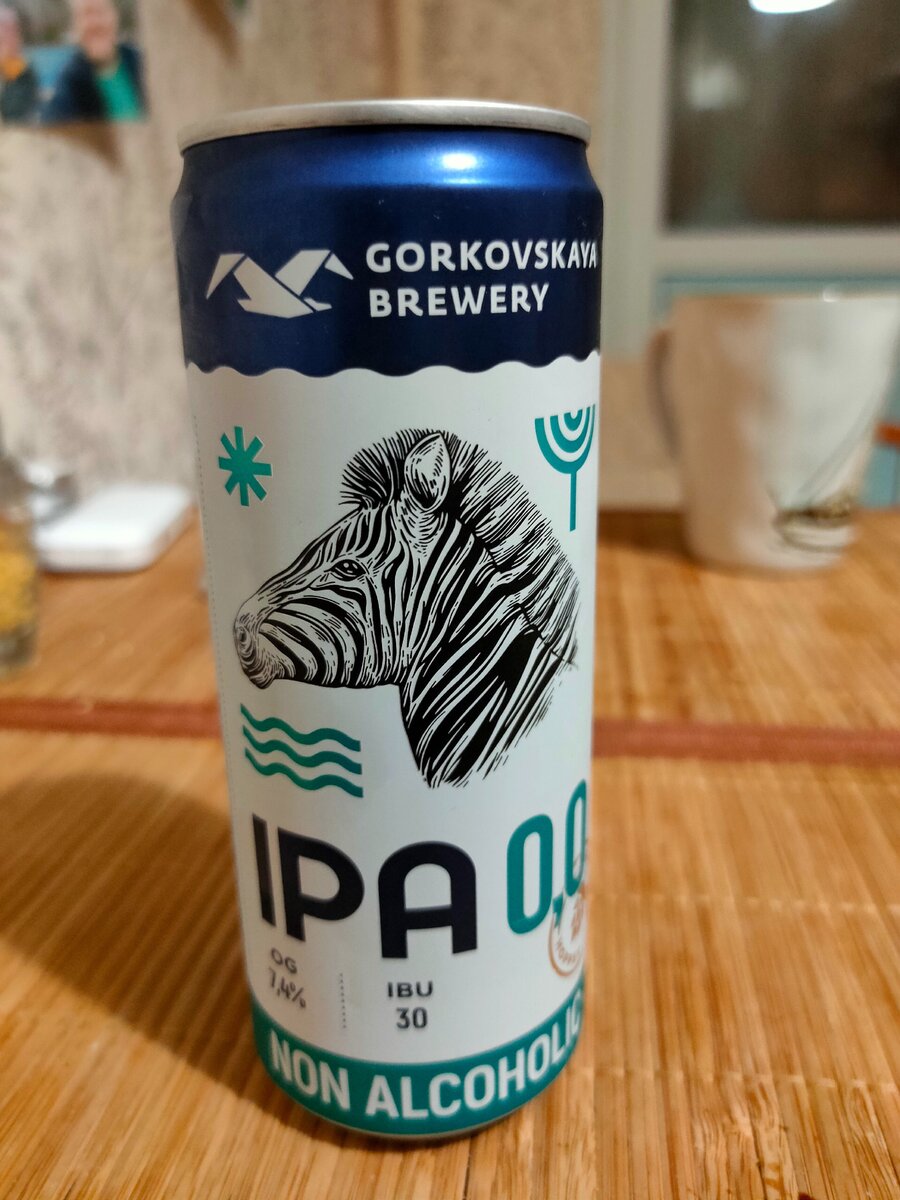 GORKOVSKAYA
BREWERY
IPA 0,0
OG
7,4%
IBU
30
NON ALCOHOLIC